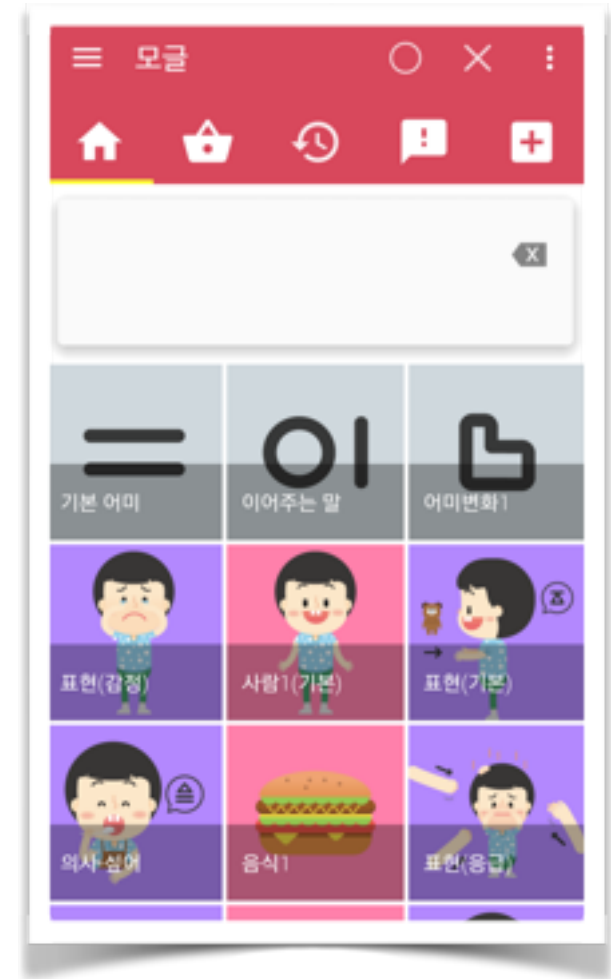 모글
기본 어미
이어주는 말
어미변화1
표현(감정)
사람1(기본)
표현(기본)
의사-싫어
음식1
표현(응급)